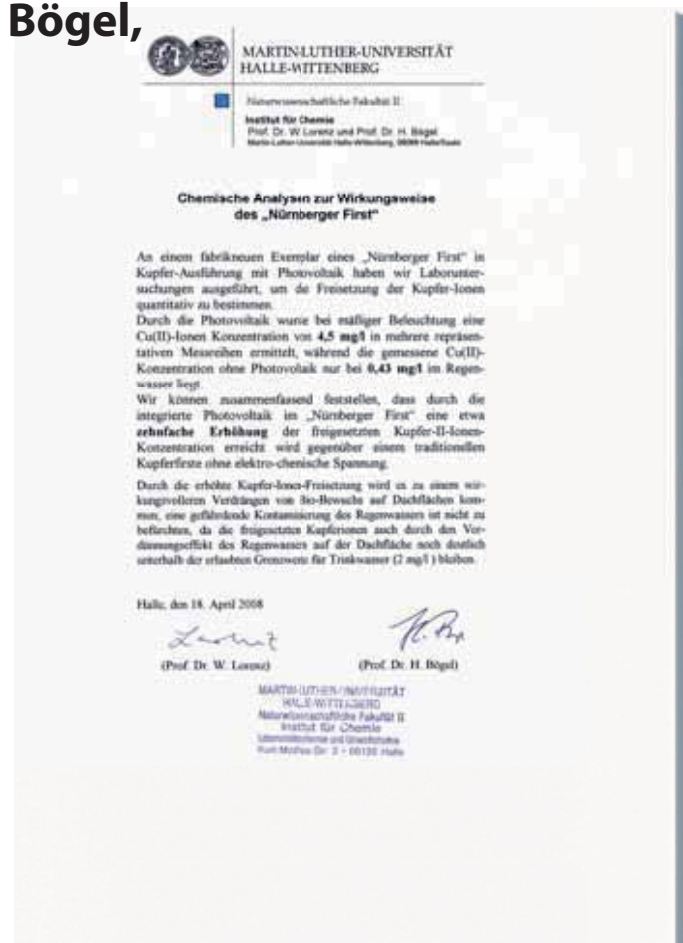 Bögel,
MARTIN-LUTHER-UNIVERSITÄT
HALLE-WITTENBERG
Naturwissenschaftliche Fakultät II
Institut für Chemie
Prof. Dr. W. Lorenz und Prof. Dr. H. Bögel
Martin-Luther-Universität Halle-Wittenberg, 06099 Halle/Saale
Chemische Analysen zur Wirkungsweise
des „Nürnberger First"
An einem fabrikneuen Exemplar eines „Nürnberger First" in
Kupfer-Ausführung mit Photovoltaik haben wir Laborunter-
suchungen ausgeführt, um de Freisetzung der Kupfer-Ionen
quantitativ zu bestimmen.
Durch die Photovoltaik wurse bei mäßiger Beleuchtung eine
Cu(II)-Ionen Konzentration von 4,5 mg/l in mehrere repräsen-
tativen Messreihen ermittelt, während die gemessene Cu(II)-
Konzentration ohne Photovoltaik nur bei 0,43 mg/l im Regen-
wasser liegt.
Wir können zusammenfassend feststellen, dass durch die
integrierte Photovoltaik im „Nürnberger First" eine etwa
zehnfache Erhöhung der freigesetzten Kupfer-II-Ionen-
Konzentration erreicht wird gegenüber einem traditionellen
Kupferfirste ohne elektro-chemische Spannung.
Durch die erhöhte Kupfer-Ionen-Freisetzung wird es zu einem wir-
kungsvolleren Verdrängen von Bio-Bewuchs auf Dachflächen kom-
men, eine gefährdende Kontaminierung des Regenwassers ist nicht zu
befürchten, da die freigesetzten Kupferionen auch durch den Ver-
dünnungseffekt des Regenwassers auf der Dachfläche noch deutlich
unterhalb der erlaubten Grenzwerte für Trinkwasser (2 mg/l ) bleiben.
Halle, den 18. April 2008
(Prof. Dr. W. Lorenz) (Prof. Dr. H. Bögel)
MARTIN-LUTHER-UNIVERSITÄT
HALLE-WITTENBERG
Naturwissenschaftliche Fakultät II
Institut für Chemie